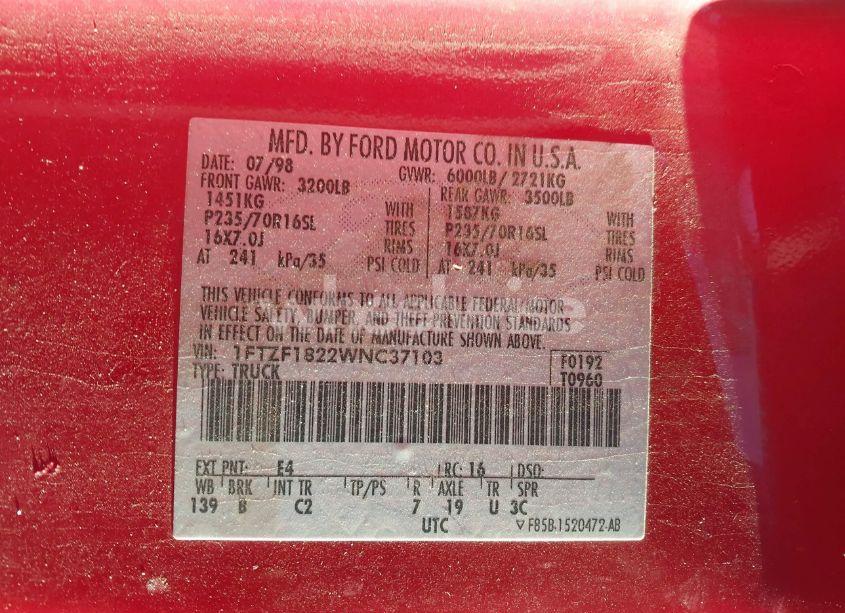 MFD. BY FORD MOTOR CO. IN U.S.A.
DATE: 07/98 GVWR: 6000LB/ 2721KG
FRONT GAWR: 3200LB REAR GAWR: 3500LB
1451KG WITH 1587KG WITH
P235/70R16SL TIRES P235/70R16SL TIRES
16X7.0J RIMS 16X7.0J RIMS
AT 241 kPa/35 PSI COLD AT 241 kPa/35 PSI COLD
THIS VEHICLE CONFORMS TO ALL APPLICABLE FEDERAL MOTOR
VEHICLE SAFETY, BUMPER, AND THEFT PREVENTION STANDARDS
IN EFFECT ON THE DATE OF MANUFACTURE SHOWN ABOVE.
VIN: 1FTZF1822WNC37103 F0192
TYPE: TRUCK T0960
EXT PNT: E4 RC: 16 DSO:
WB BRK INT TR TP/PS R AXLE TR SPR
139 B C2 7 19 U 3C
UTC ▽ F85B-1520472-AB